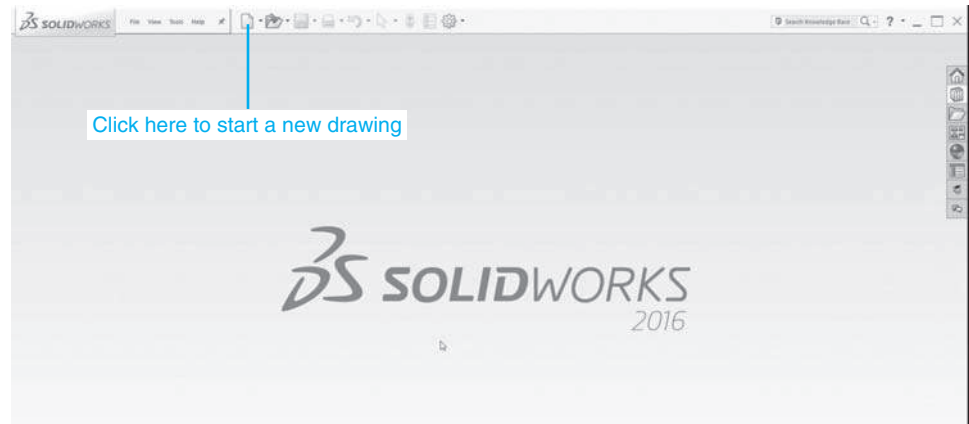 SOLIDWORKS File View Tools Help Search Knowledge Base ?
Click here to start a new drawing
SOLIDWORKS
2016